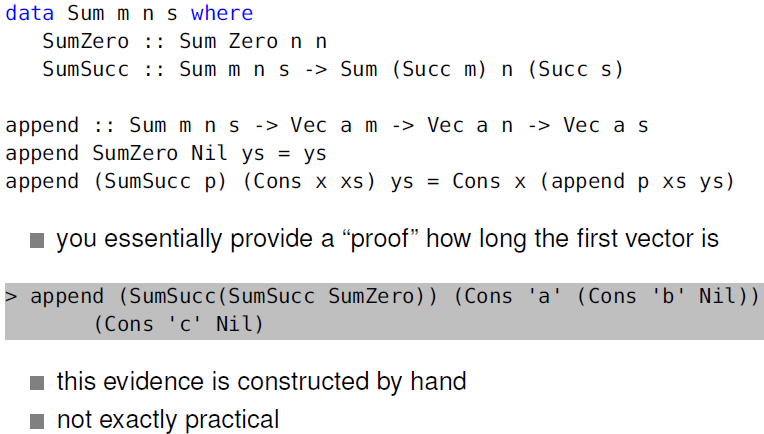 data Sum m n s where
   SumZero :: Sum Zero n n
   SumSucc :: Sum m n s -> Sum (Succ m) n (Succ s)
append :: Sum m n s -> Vec a m -> Vec a n -> Vec a s
append SumZero Nil ys = ys
append (SumSucc p) (Cons x xs) ys = Cons x (append p xs ys)
you essentially provide a “proof” how long the first vector is
> append (SumSucc(SumSucc SumZero)) (Cons 'a' (Cons 'b' Nil))
       (Cons 'c' Nil)
this evidence is constructed by hand
not exactly practical